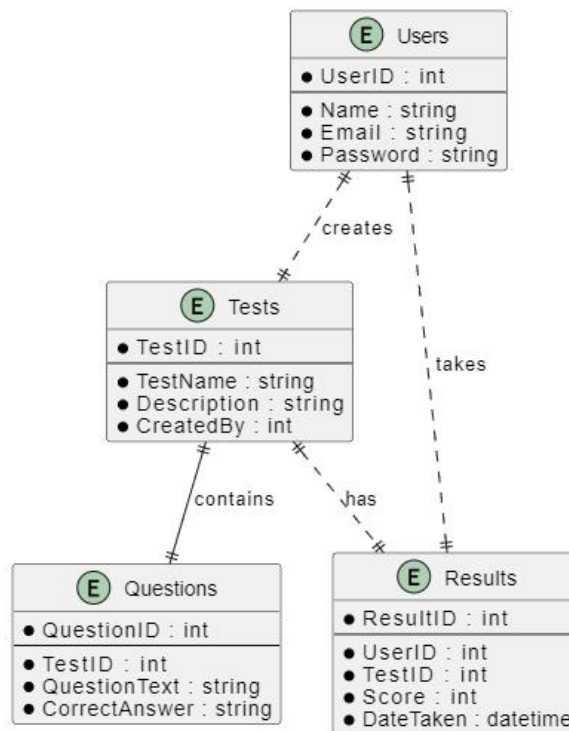 E Users
● UserID : int
● Name : string
● Email : string
● Password : string
creates
takes
E Tests
● TestID : int
● TestName : string
● Description : string
● CreatedBy : int
contains
has
E Questions
● QuestionID : int
● TestID : int
● QuestionText : string
● CorrectAnswer : string
E Results
● ResultID : int
● UserID : int
● TestID : int
● Score : int
● DateTaken : datetime